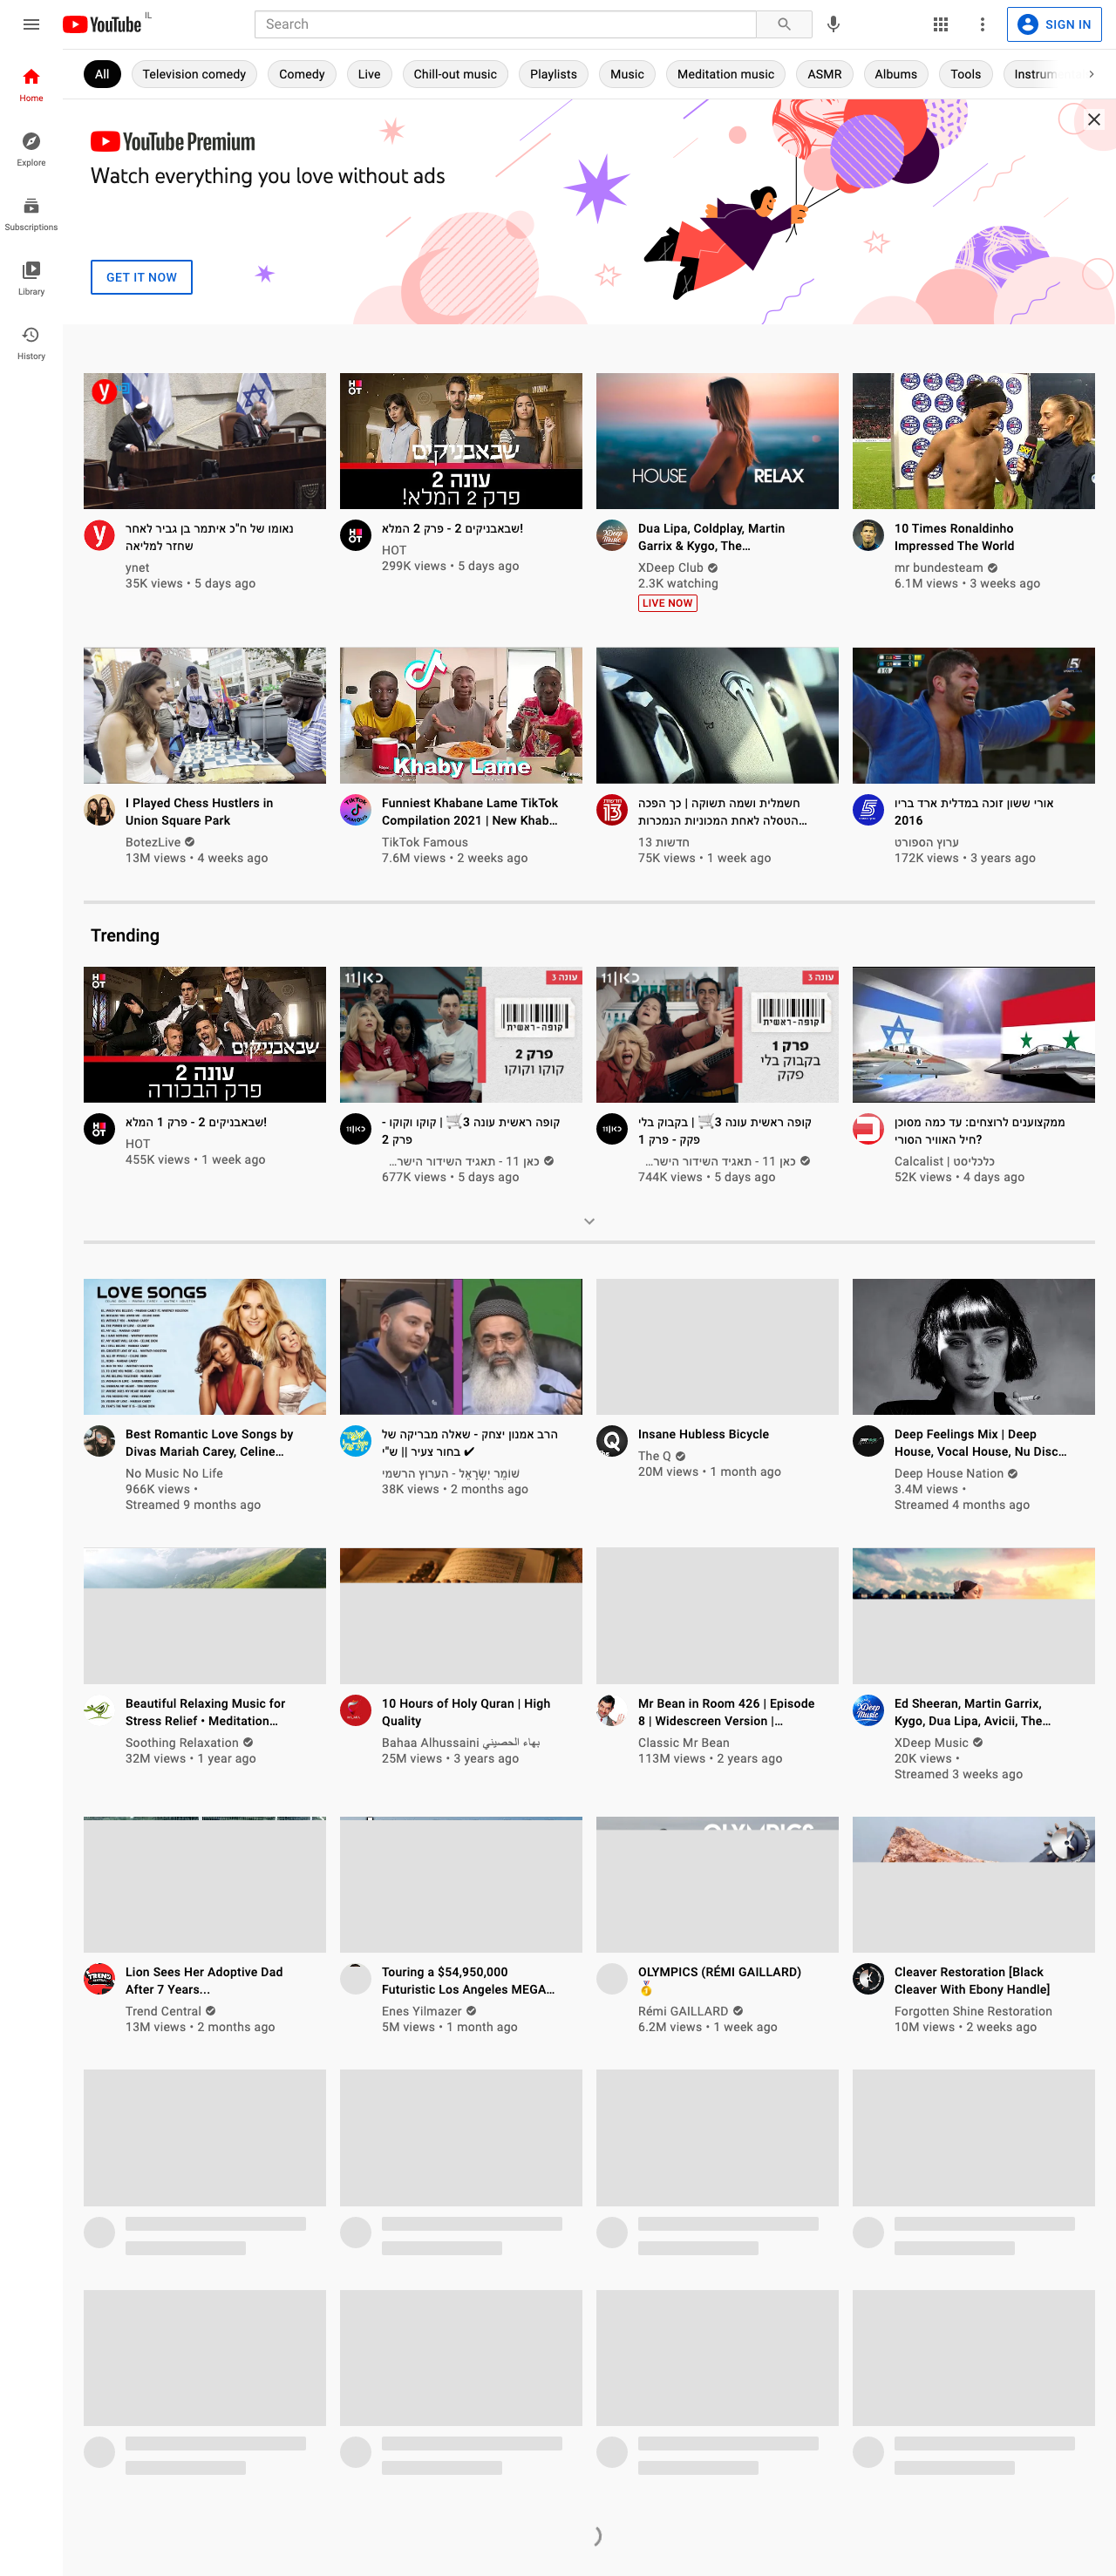 YouTube IL
Search
SIGN IN
Home
Explore
Subscriptions
Library
History
All
Television comedy
Comedy
Live
Chill-out music
Playlists
Music
Meditation music
ASMR
Albums
Tools
YouTube Premium
Watch everything you love without ads
GET IT NOW
נאומו של ח"כ איתמר בן גביר לאחר
שחזר למליאה
ynet
35K views • 5 days ago
HOT
שבאבניקים
עונה 2
פרק 2 המלא!
שבאבניקים 2 - פרק 2 המלא!
HOT
299K views • 5 days ago
HOUSE RELAX
Dua Lipa, Coldplay, Martin
Garrix & Kygo, The...
XDeep Club
2.3K watching
LIVE NOW
10 Times Ronaldinho
Impressed The World
mr bundesteam
6.1M views • 3 weeks ago
I Played Chess Hustlers in
Union Square Park
BotezLive
13M views • 4 weeks ago
Khaby Lame
Funniest Khabane Lame TikTok
Compilation 2021 | New Khab...
TikTok Famous
7.6M views • 2 weeks ago
חשמלית ושמה תשוקה | כך הפכה
הטסלה לאחת המכוניות הנמכרות...
חדשות 13
75K views • 1 week ago
אורי ששון זוכה במדלית ארד בריו
2016
ערוץ הספורט
172K views • 3 years ago
Trending
HOT
שבאבניקים
עונה 2
פרק הבכורה
שבאבניקים 2 - פרק 1 המלא!
HOT
455K views • 1 week ago
כאן 11
עונה 3
קופה-ראשית
פרק 2
קוקו וקוקו
קופה ראשית עונה 3🛒 | קוקו וקוקו -
פרק 2
כאן 11 - תאגיד השידור הישר...
677K views • 5 days ago
כאן 11
עונה 3
קופה-ראשית
פרק 1
בקבוק בלי
פקק
קופה ראשית עונה 3🛒 | בקבוק בלי
פקק - פרק 1
כאן 11 - תאגיד השידור הישר...
744K views • 5 days ago
ממקצוענים לרוצחים: עד כמה מסוכן
חיל האוויר הסורי?
Calcalist | כלכליסט
52K views • 4 days ago
LOVE SONGS
Best Romantic Love Songs by
Divas Mariah Carey, Celine...
No Music No Life
966K views •
Streamed 9 months ago
הרב אמנון יצחק - שאלה מבריקה של
בחור צעיר || ש"י ✔
שׁוֹמֵר יִשְׂרָאֵל - הערוץ הרשמי
38K views • 2 months ago
Insane Hubless Bicycle
The Q
20M views • 1 month ago
Deep Feelings Mix | Deep
House, Vocal House, Nu Disc...
Deep House Nation
3.4M views •
Streamed 4 months ago
Beautiful Relaxing Music for
Stress Relief • Meditation...
Soothing Relaxation
32M views • 1 year ago
10 Hours of Holy Quran | High
Quality
Bahaa Alhussaini بهاء الحصيني
25M views • 3 years ago
Mr Bean in Room 426 | Episode
8 | Widescreen Version |...
Classic Mr Bean
113M views • 2 years ago
Ed Sheeran, Martin Garrix,
Kygo, Dua Lipa, Avicii, The...
XDeep Music
20K views •
Streamed 3 weeks ago
Lion Sees Her Adoptive Dad
After 7 Years...
Trend Central
13M views • 2 months ago
Touring a $54,950,000
Futuristic Los Angeles MEGA...
Enes Yilmazer
5M views • 1 month ago
OLYMPICS (RÉMI GAILLARD)
🥇
Rémi GAILLARD
6.2M views • 1 week ago
Cleaver Restoration [Black
Cleaver With Ebony Handle]
Forgotten Shine Restoration
10M views • 2 weeks ago